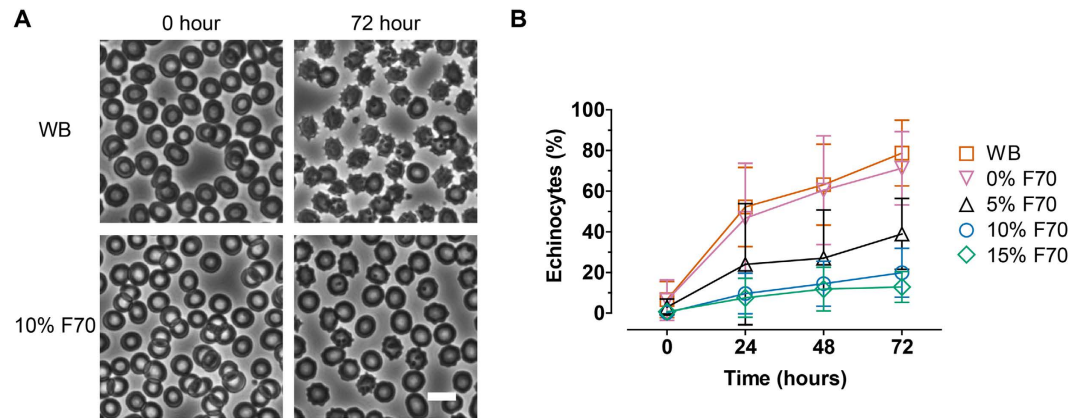 A
0 hour
72 hour
WB
10% F70
B
Echinocytes (%)
100
80
60
40
20
0
0
24
48
72
Time (hours)
WB
0% F70
5% F70
10% F70
15% F70